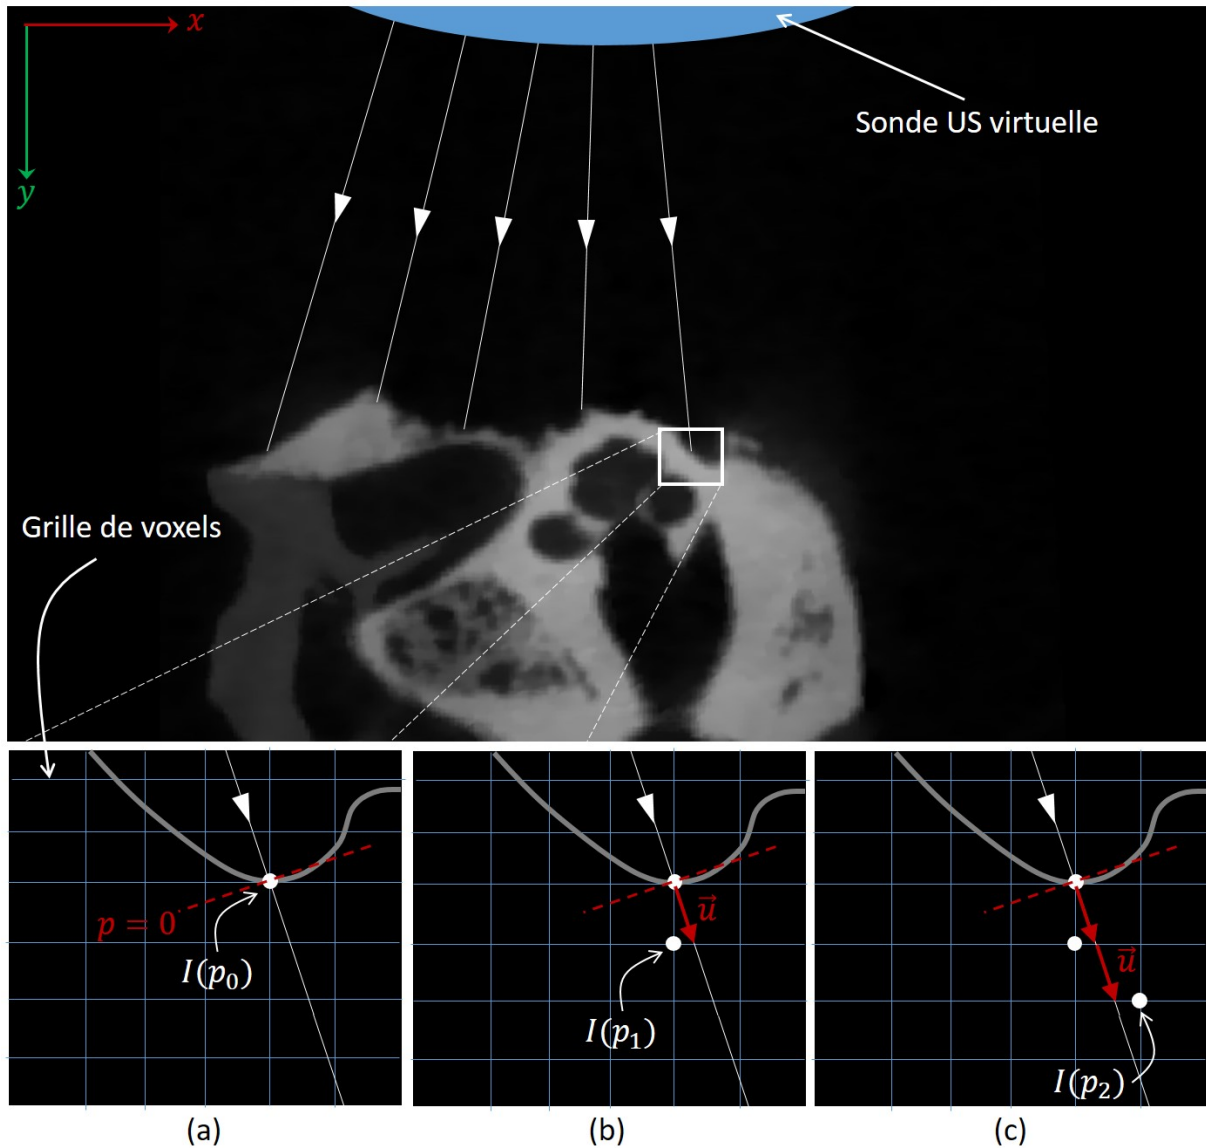 x
y
Sonde US virtuelle
Grille de voxels
p = 0
I(p₀)
(a)
u⃗
I(p₁)
(b)
u⃗
I(p₂)
(c)